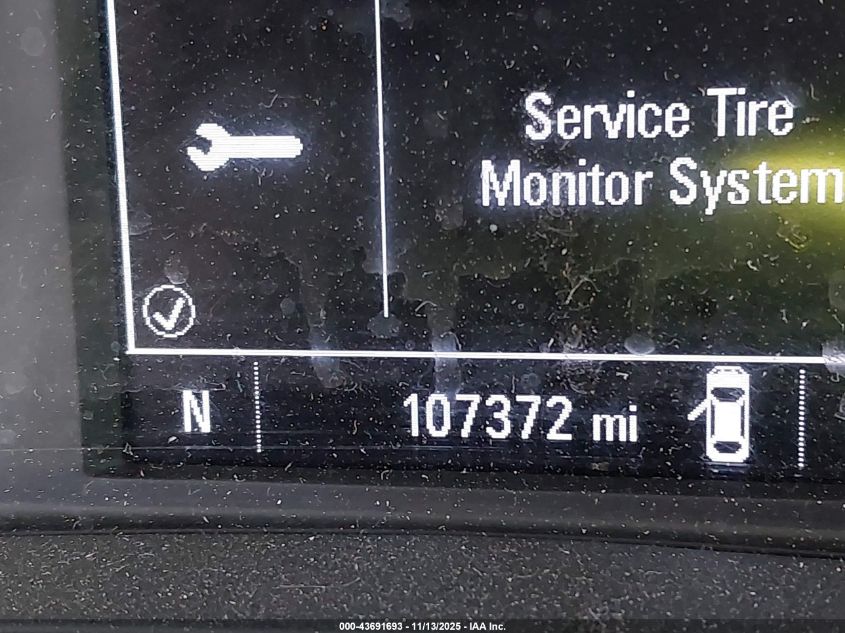 Service Tire
Monitor System
N
107372 mi
000-43691693 - 11/13/2025 - IAA Inc.